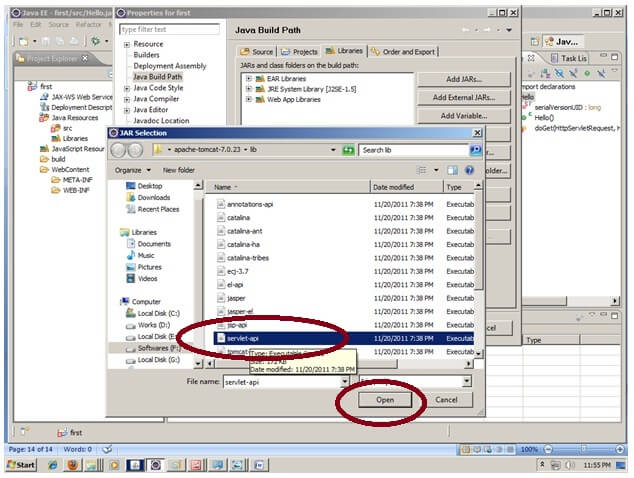 Java EE - first/src/Hello.ja
File Edit Source Refactor
Project Explorer
first
JAX-WS Web Service
Deployment Descript
Java Resources
src
Libraries
JavaScript Resour
build
WebContent
META-INF
WEB-INF
Properties for first
type filter text
Resource
Builders
Deployment Assembly
Java Build Path
Java Code Style
Java Compiler
Java Editor
Javadoc Location
Java Build Path
Source Projects Libraries Order and Export
JARs and class folders on the build path:
EAR Libraries
JRE System Library [J2SE-1.5]
Web App Libraries
Add JARs...
Add External JARs...
Add Variable...
older...
cel
Jav...
Task Lis
mport declarations
Hello
serialVersionUID : long
Hello()
doGet(HttpServletRequest, H
Type
JAR Selection
apache-tomcat-7.0.23 lib
Search lib
Organize New folder
Desktop
Downloads
Recent Places
Libraries
Documents
Music
Pictures
Videos
Computer
Local Disk (C:)
Works (D:)
Local Disk (E:
Softwares (F:)
Local Disk (G:)
Name Date modified Type
annotations-api 11/20/2011 7:38 PM Executab
catalina 11/20/2011 7:38 PM Executab
catalina-ant 11/20/2011 7:38 PM Executab
catalina-ha 11/20/2011 7:38 PM Executab
catalina-tribes 11/20/2011 7:38 PM Executab
ecj-3.7 11/20/2011 7:38 PM Executab
el-api 11/20/2011 7:38 PM Executab
jasper 11/20/2011 7:38 PM Executab
jasper-el 11/20/2011 7:38 PM Executab
jsp-api 11/20/2011 7:38 PM Executab
servlet-api 11/20/2011 7:38 PM Executab
tomcat- 11/20/2011 7:38 PM Executab
Date modified: 11/20/2011 7:38 PM
File name: servlet-api
Open Cancel
first
Page: 14 of 14 Words: 0 100%
Start 11:55 PM